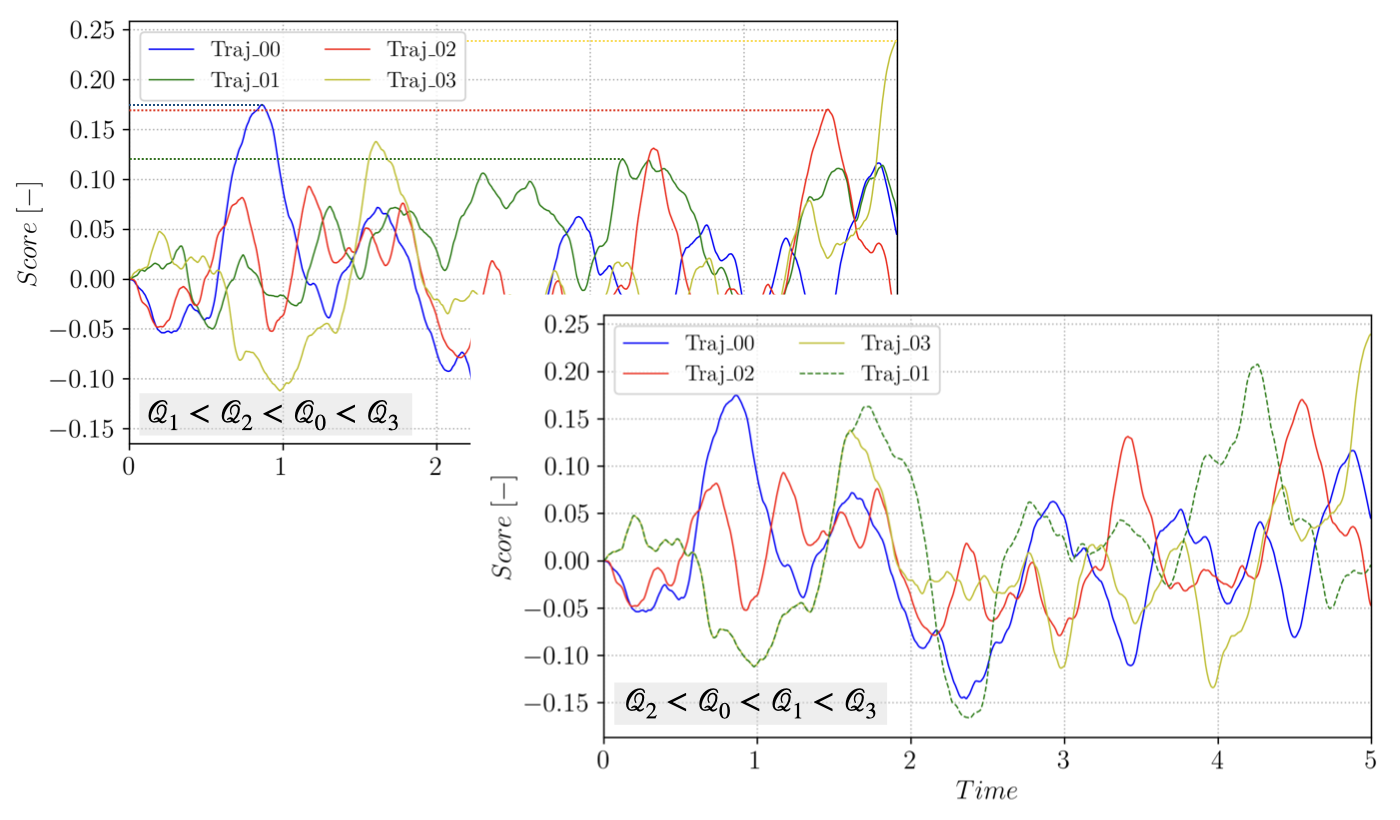 0.25
0.20
0.15
0.10
0.05
0.00
−0.05
−0.10
−0.15
Score [−]
Traj_00 Traj_02
Traj_01 Traj_03
𝒬1 < 𝒬2 < 𝒬0 < 𝒬3
0 1 2
0.25
0.20
0.15
0.10
0.05
0.00
−0.05
−0.10
−0.15
Score [−]
Traj_00 Traj_03
Traj_02 Traj_01
𝒬2 < 𝒬0 < 𝒬1 < 𝒬3
0 1 2 3 4 5
Time